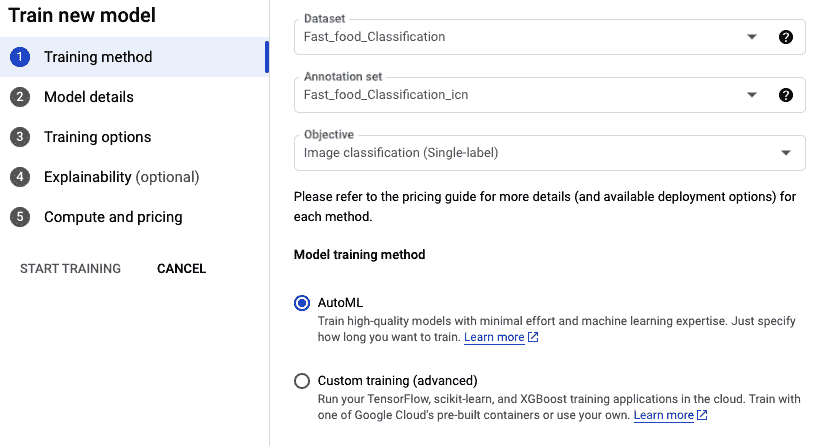 Train new model
1 Training method
2 Model details
3 Training options
4 Explainability (optional)
5 Compute and pricing
START TRAINING CANCEL
Dataset
Fast_food_Classification
Annotation set
Fast_food_Classification_icn
Objective
Image classification (Single-label)
Please refer to the pricing guide for more details (and available deployment options) for
each method.
Model training method
AutoML
Train high-quality models with minimal effort and machine learning expertise. Just specify
how long you want to train. Learn more
Custom training (advanced)
Run your TensorFlow, scikit-learn, and XGBoost training applications in the cloud. Train with
one of Google Cloud's pre-built containers or use your own. Learn more